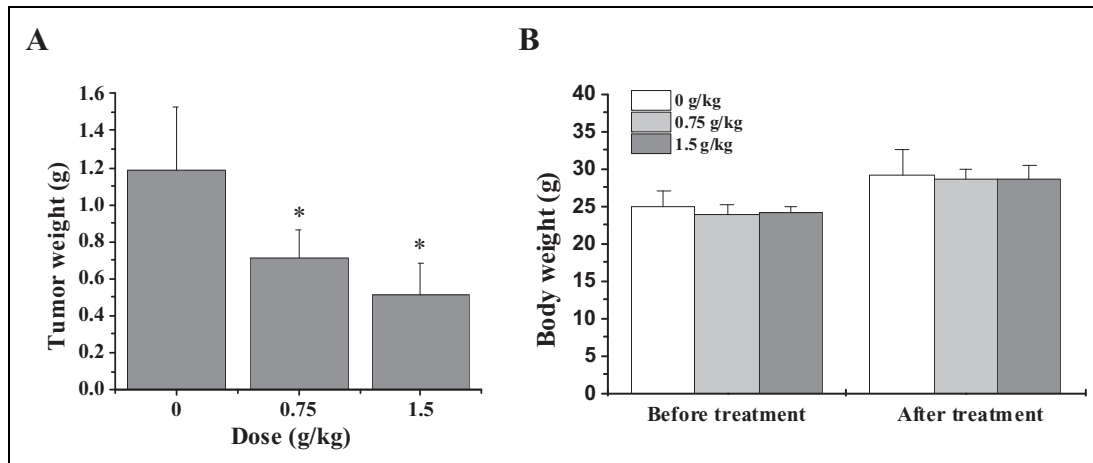 A
Tumor weight (g)
1.6
1.4
1.2
1.0
0.8
0.6
0.4
0.2
0.0
*
*
0
0.75
1.5
Dose (g/kg)
B
Body weight (g)
40
35
30
25
20
15
10
5
0
0 g/kg
0.75 g/kg
1.5 g/kg
Before treatment
After treatment